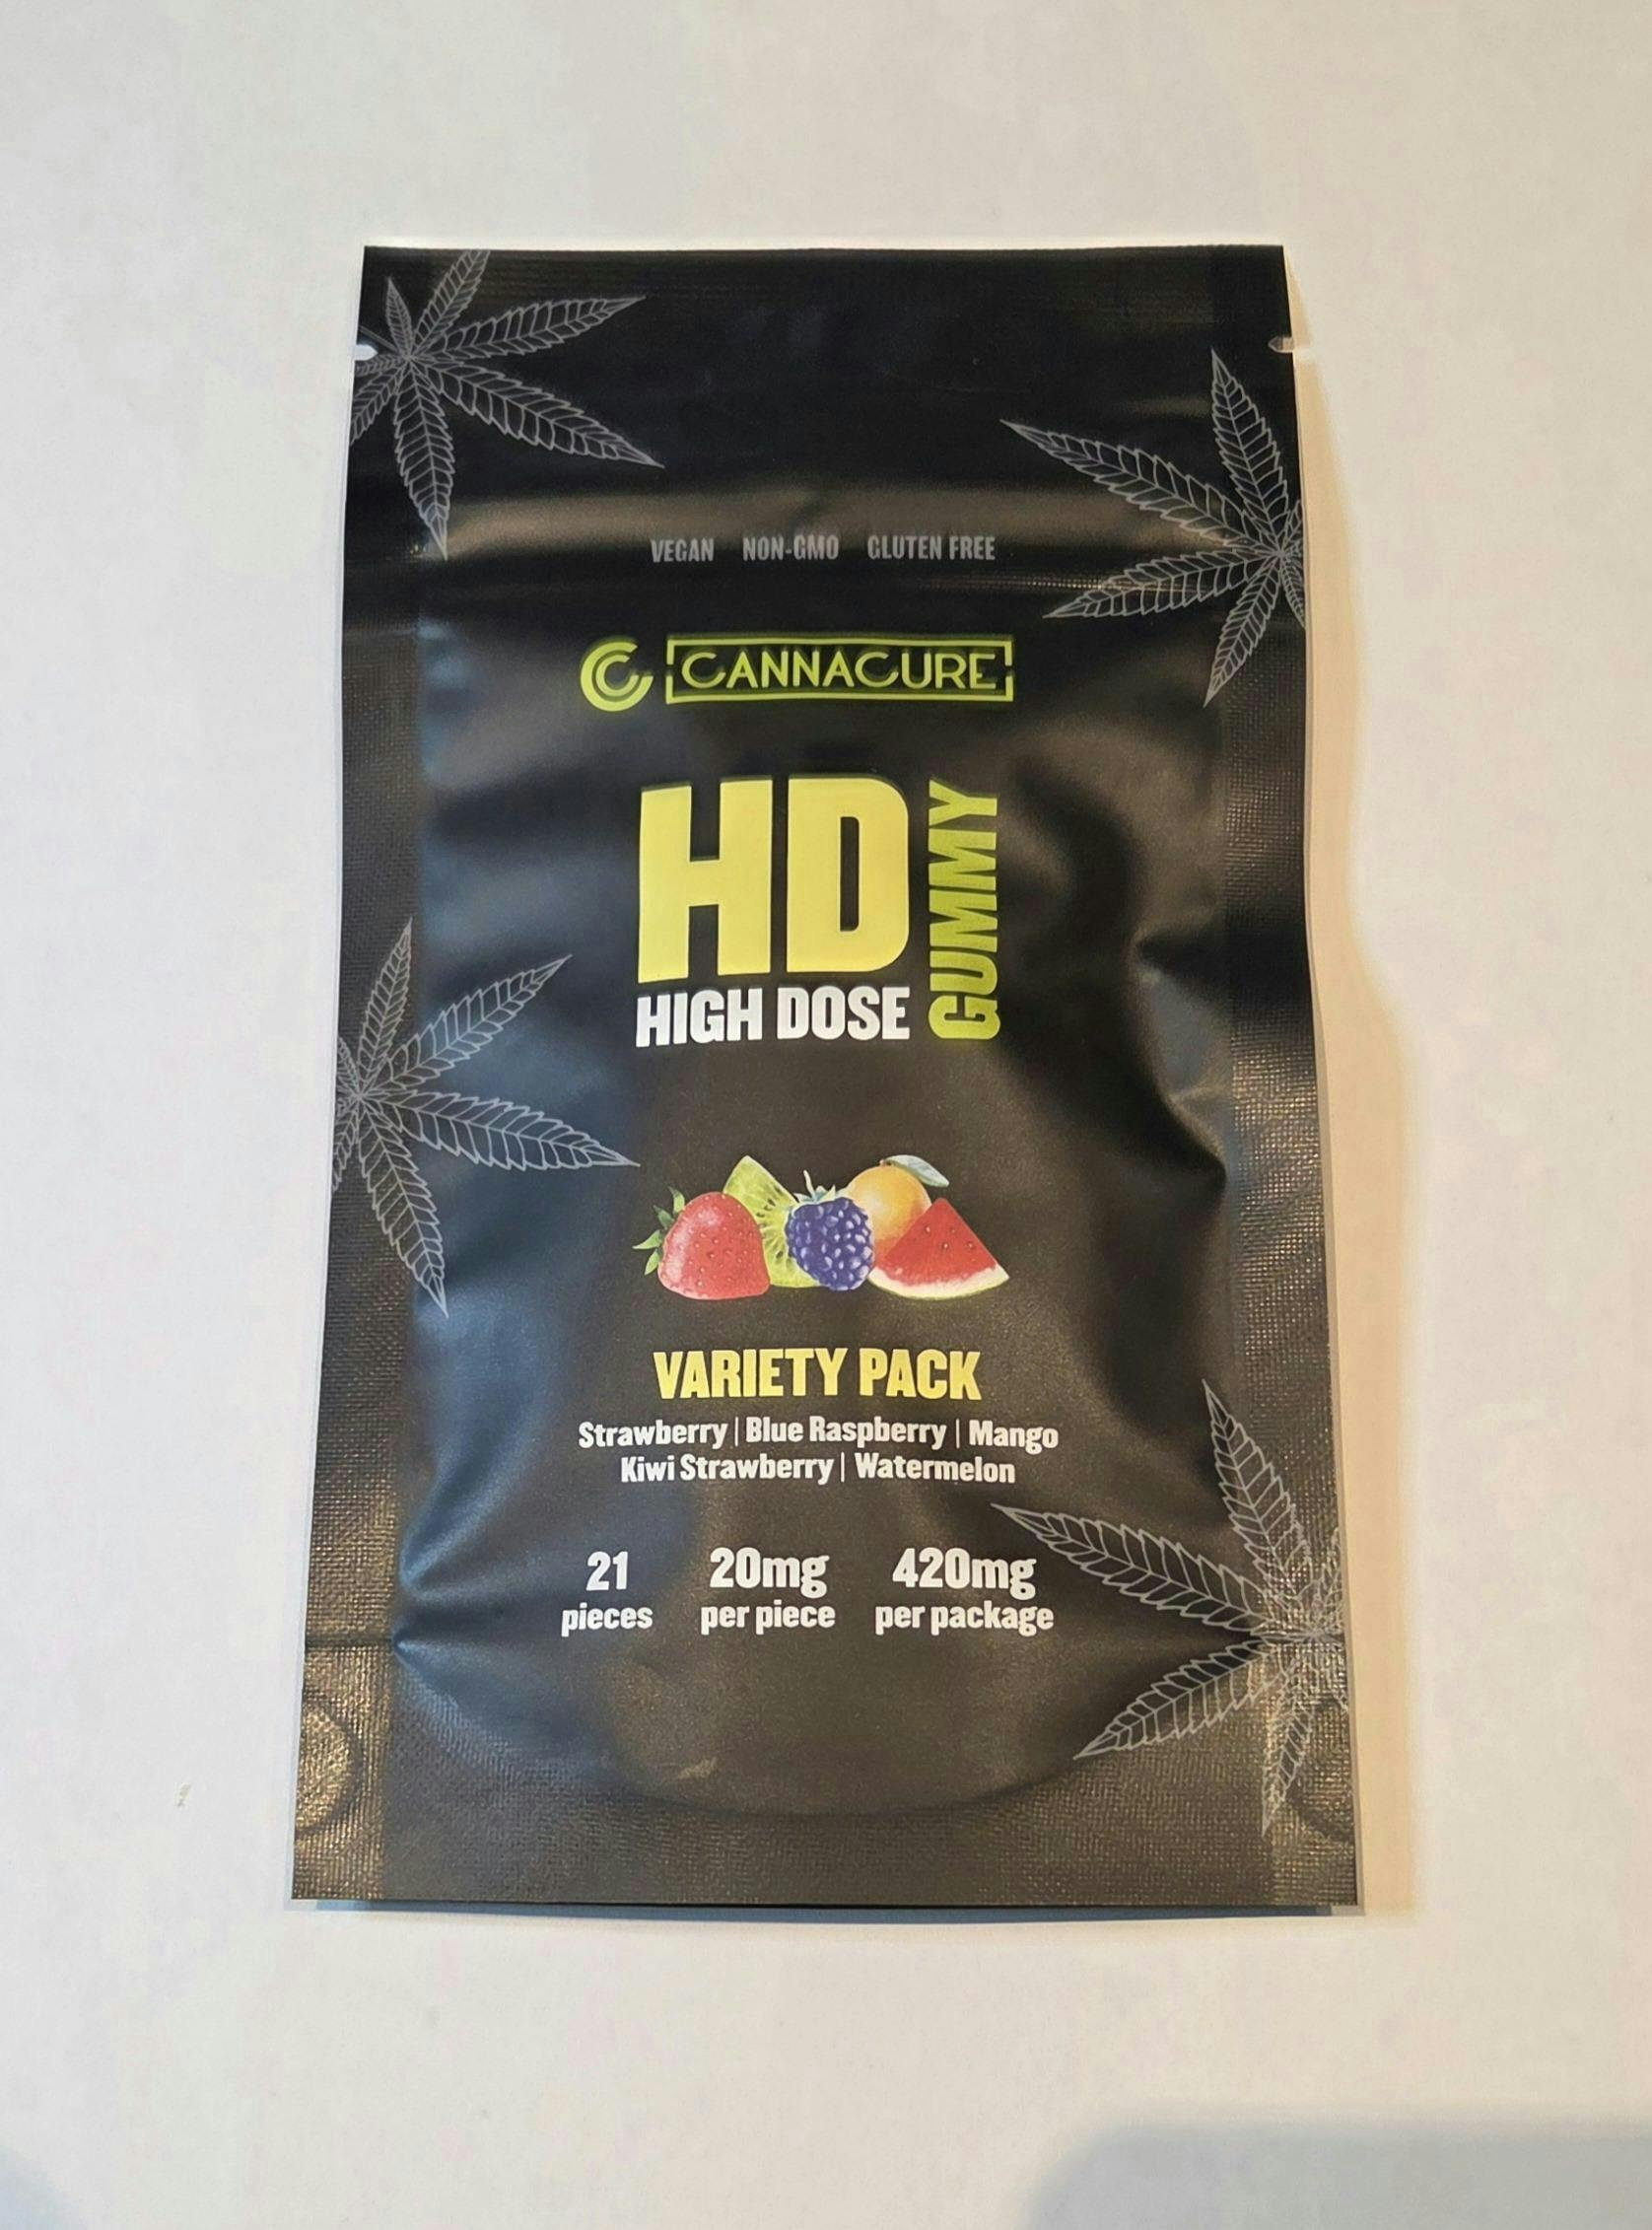 VEGAN NON-GMO GLUTEN FREE
CANNACURE
HD
HIGH DOSE
GUMMY
VARIETY PACK
Strawberry | Blue Raspberry | Mango
Kiwi Strawberry | Watermelon
21 20mg 420mg
pieces per piece per package